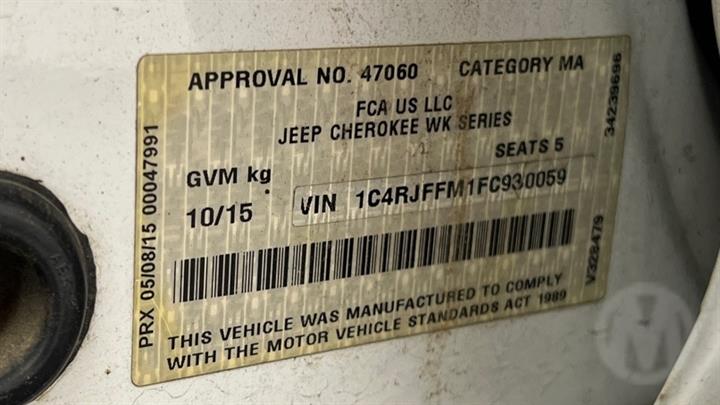 APPROVAL NO. 47060 CATEGORY MA
FCA US LLC
JEEP CHEROKEE WK SERIES
SEATS 5
GVM kg
10/15 VIN 1C4RJFFM1FC930059
THIS VEHICLE WAS MANUFACTURED TO COMPLY
WITH THE MOTOR VEHICLE STANDARDS ACT 1989
PRX 05/08/15 00047991
34239696
V328479
M